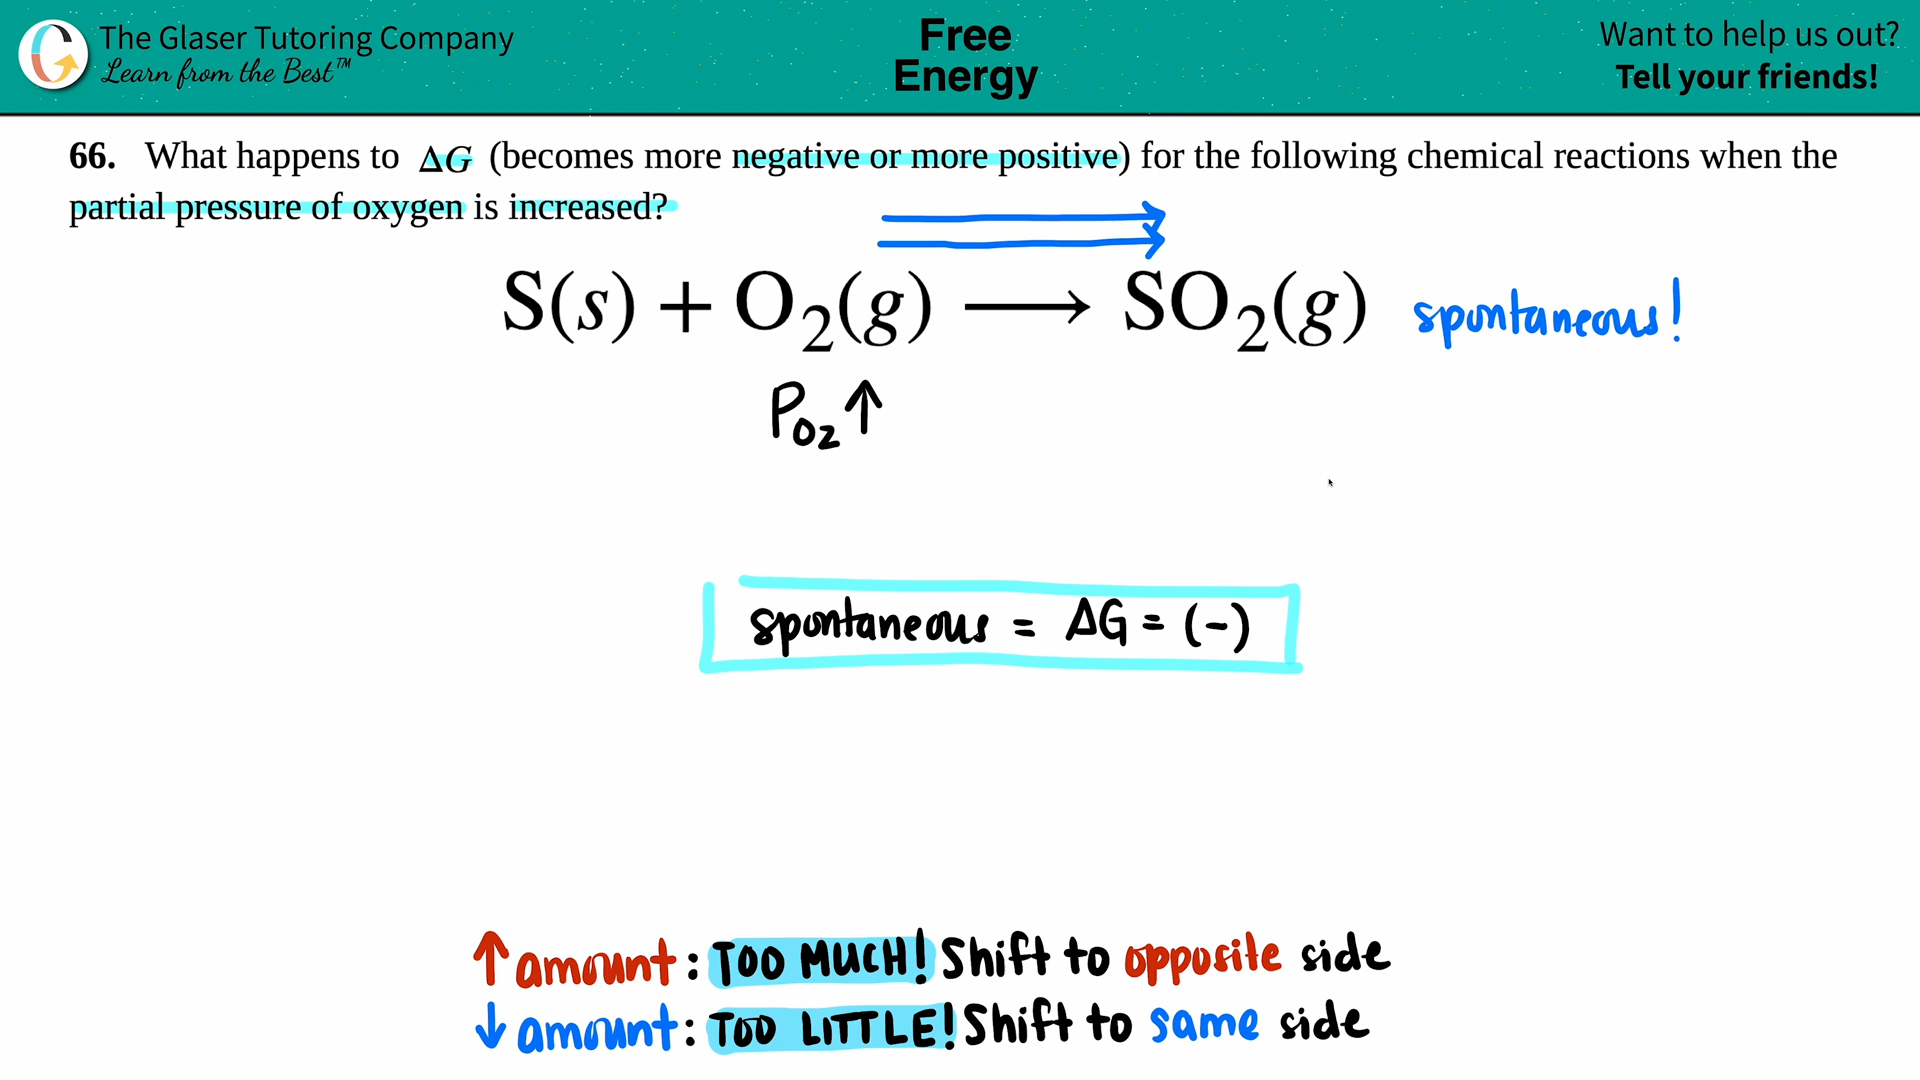 The Glaser Tutoring Company
Learn from the Best™
Free
Energy
Want to help us out?
Tell your friends!
66. What happens to ΔG (becomes more negative or more positive) for the following chemical reactions when the
partial pressure of oxygen is increased?
S(s) + O₂(g) ⟶ SO₂(g) spontaneous!
P₀₂ ↑
spontaneous = ΔG = (-)
↑ amount: TOO MUCH! Shift to opposite side
↓ amount: TOO LITTLE! Shift to same side